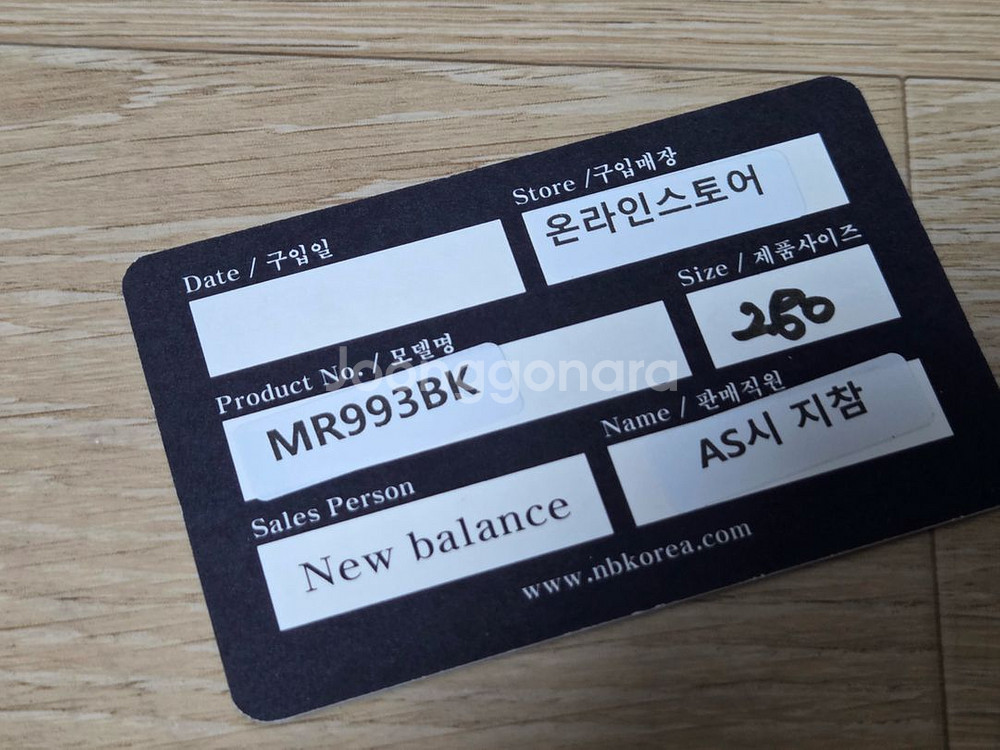 Date / 구입일
Store /구입매장
온라인스토어
Product No. / 모델명
MR993BK
Size / 제품사이즈
260
Sales Person
New balance
Name / 판매직원
AS시 지참
www.nbkorea.com
Joonggonara